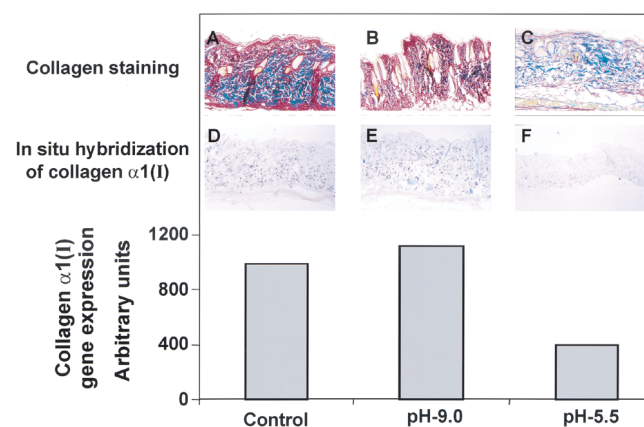 A
B
C
Collagen staining
D
E
F
In situ hybridization
of collagen α1(I)
Collagen α1(I)
gene expression
Arbitrary units
1200
800
400
0
Control
pH-9.0
pH-5.5